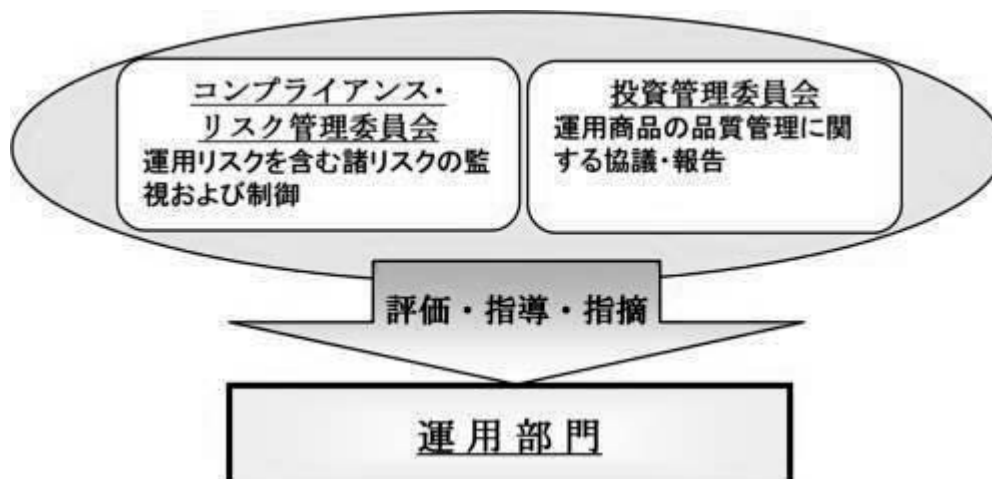 コンプライアンス・
リスク管理委員会
運用リスクを含む諸リスクの監
視および制御
投資管理委員会
運用商品の品質管理に関
する協議・報告
評価・指導・指摘
運用部門